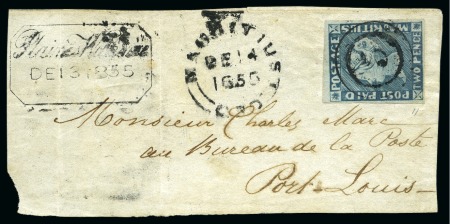 DE 13 1855
MAURITIUS
DE 14
1855
POSTAGE
POST PAID
MAURITIUS
TWO PENCE
Monsieur Charles Marc
au Bureau de la Poste
Port-Louis